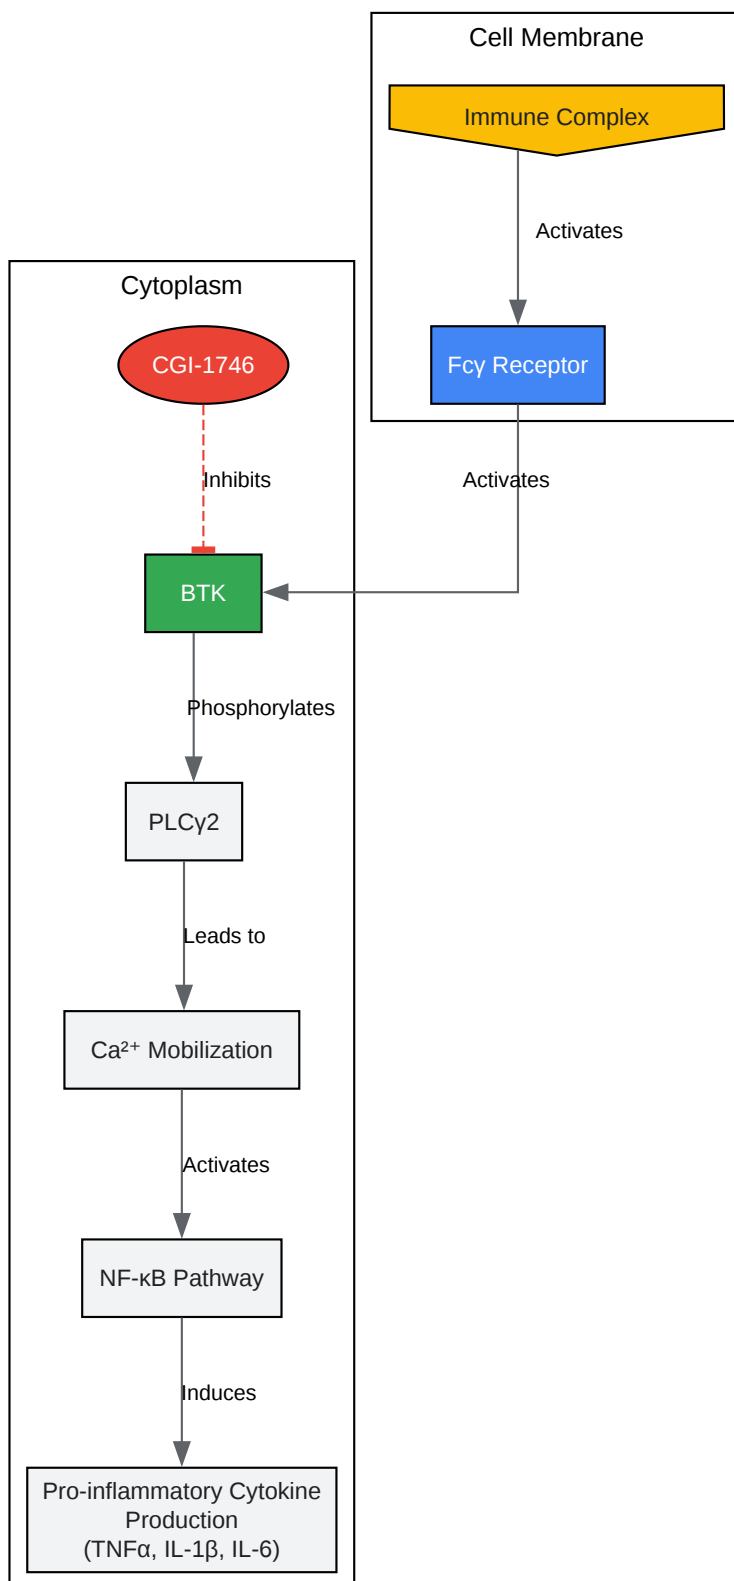 Cell Membrane
Immune Complex
Activates
Fcγ Receptor
Activates
Cytoplasm
CGI-1746
Inhibits
BTK
Phosphorylates
PLCγ2
Leads to
Ca²⁺ Mobilization
Activates
NF-κB Pathway
Induces
Pro-inflammatory Cytokine
Production
(TNFα, IL-1β, IL-6)